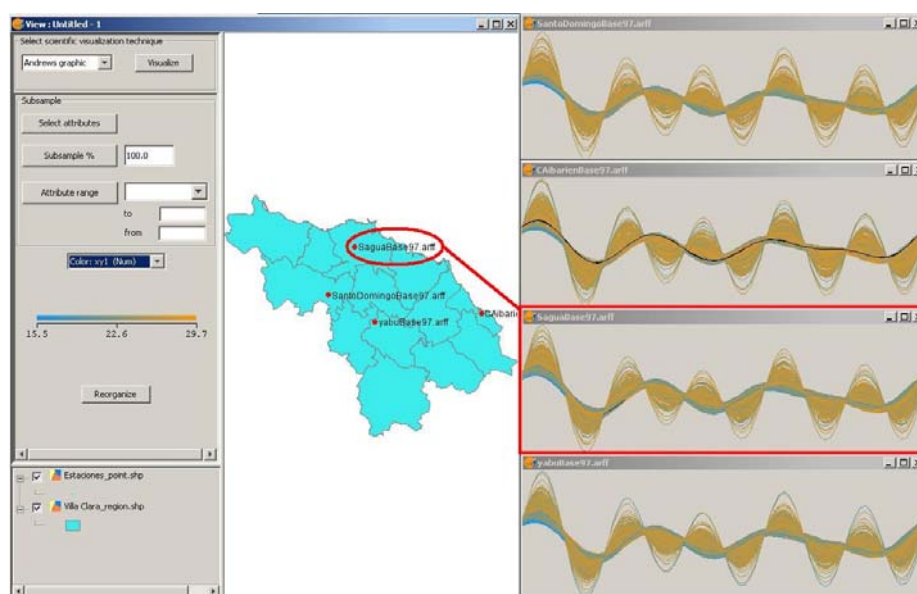 View : Untitled - 1
Select scientific visualization technique
Andrews graphic
Visualize
Subsample
Select attributes
Subsample %
100.0
Attribute range
to
from
Color: xy1 (Num)
15.5 22.6 29.7
Reorganize
Estaciones_point.shp
Villa Clara_region.shp
SaguaBase97.arff
SantoDomingoBase97.arff
CAibarien
yabuBase97.arff
SantoDomingoBase97.arff
CAibarienBase97.arff
SaguaBase97.arff
yabuBase97.arff